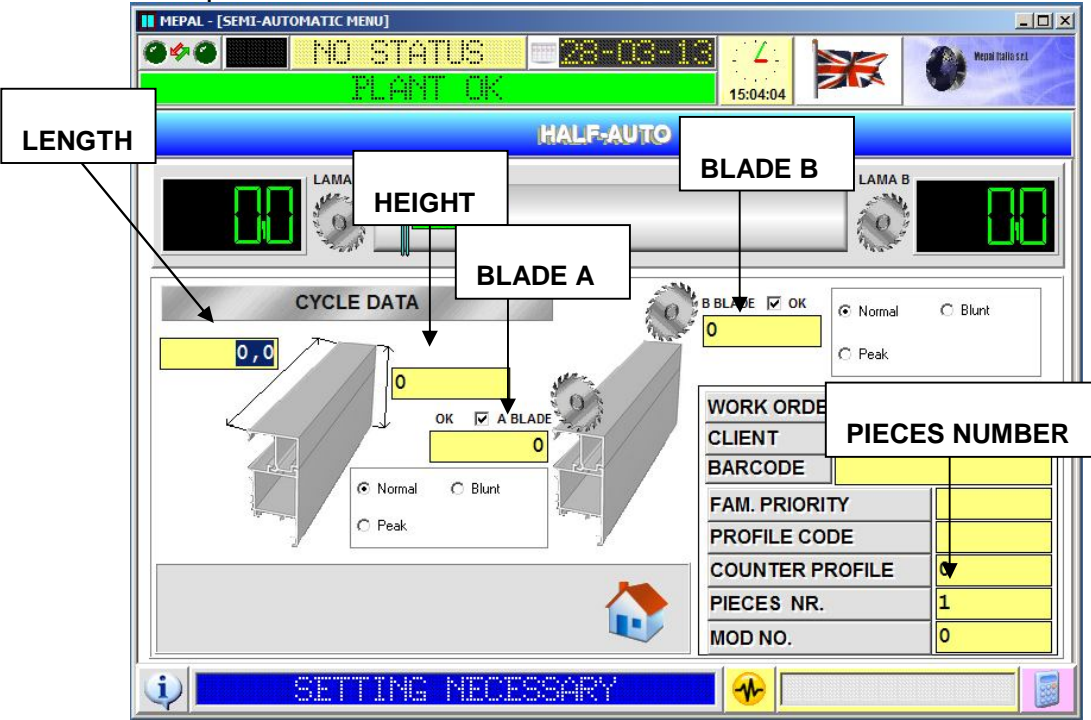 MEPAL - [SEMI-AUTOMATIC MENU]
NO STATUS
28-03-13
PLANT OK
15:04:04
Mepal Italia s.r.l.
HALF-AUTO
LENGTH
HEIGHT
BLADE A
BLADE B
0,0
LAMA
LAMA B
0,0
CYCLE DATA
0,0
0
OK A BLADE
0
Normal Blunt
Peak
B BLADE OK
0
Normal Blunt
Peak
PIECES NUMBER
WORK ORDE
CLIENT
BARCODE
FAM. PRIORITY
PROFILE CODE
COUNTER PROFILE 0
PIECES NR. 1
MOD NO. 0
SETTING NECESSARY